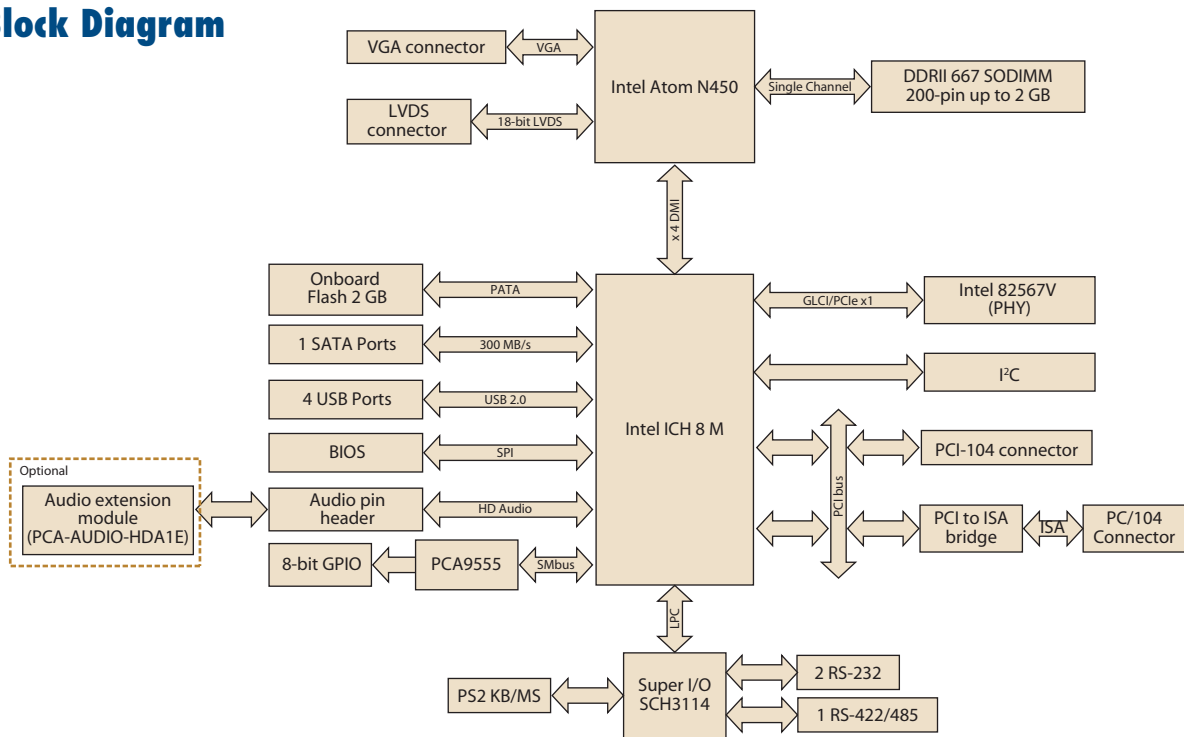 lock Diagram
VGA connector
VGA
Intel Atom N450
Single Channel
DDRII 667 SODIMM
200-pin up to 2 GB
LVDS
connector
18-bit LVDS
x 4 DMI
Onboard
Flash 2 GB
PATA
GLCI/PCIe x1
Intel 82567V
(PHY)
1 SATA Ports
300 MB/s
I²C
4 USB Ports
USB 2.0
Intel ICH 8 M
BIOS
SPI
PCI bus
PCI-104 connector
Optional
Audio extension
module
(PCA-AUDIO-HDA1E)
Audio pin
header
HD Audio
PCI to ISA
bridge
ISA
PC/104
Connector
8-bit GPIO
PCA9555
SMbus
LPC
PS2 KB/MS
Super I/O
SCH3114
2 RS-232
1 RS-422/485